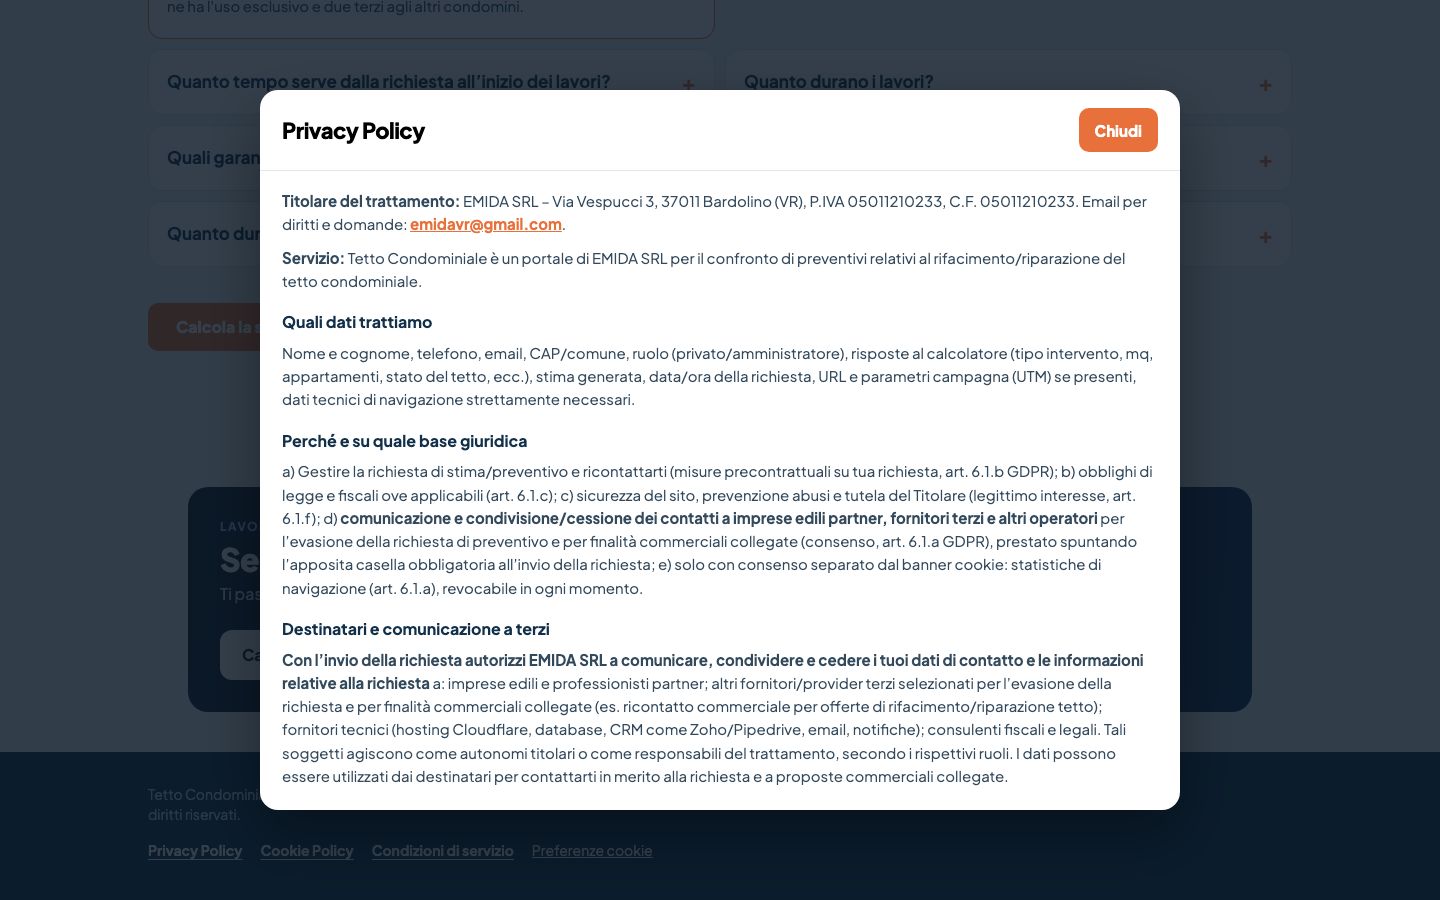 ne ha l'uso esclusivo e due terzi agli altri condomini.
Quanto tempo serve dalla richiesta all'inizio dei lavori?
+
Quanto durano i lavori?
+
Privacy Policy
Chiudi
Quali garan
+
Titolare del trattamento: EMIDA SRL – Via Vespucci 3, 37011 Bardolino (VR), P.IVA 05011210233, C.F. 05011210233. Email per
diritti e domande: emidavr@gmail.com.
Quanto dur
+
Servizio: Tetto Condominiale è un portale di EMIDA SRL per il confronto di preventivi relativi al rifacimento/riparazione del
tetto condominiale.
Calcola la s
Quali dati trattiamo
Nome e cognome, telefono, email, CAP/comune, ruolo (privato/amministratore), risposte al calcolatore (tipo intervento, mq,
appartamenti, stato del tetto, ecc.), stima generata, data/ora della richiesta, URL e parametri campagna (UTM) se presenti,
dati tecnici di navigazione strettamente necessari.
Perché e su quale base giuridica
a) Gestire la richiesta di stima/preventivo e ricontattarti (misure precontrattuali su tua richiesta, art. 6.1.b GDPR); b) obblighi di
legge e fiscali ove applicabili (art. 6.1.c); c) sicurezza del sito, prevenzione abusi e tutela del Titolare (legittimo interesse, art.
6.1.f); d) comunicazione e condivisione/cessione dei contatti a imprese edili partner, fornitori terzi e altri operatori per
l'evasione della richiesta di preventivo e per finalità commerciali collegate (consenso, art. 6.1.a GDPR), prestato spuntando
l'apposita casella obbligatoria all'invio della richiesta; e) solo con consenso separato dal banner cookie: statistiche di
navigazione (art. 6.1.a), revocabile in ogni momento.
LAVO
Se
Ti pas
Ca
Destinatari e comunicazione a terzi
Con l'invio della richiesta autorizzi EMIDA SRL a comunicare, condividere e cedere i tuoi dati di contatto e le informazioni
relative alla richiesta a: imprese edili e professionisti partner; altri fornitori/provider terzi selezionati per l'evasione della
richiesta e per finalità commerciali collegate (es. ricontatto commerciale per offerte di rifacimento/riparazione tetto);
fornitori tecnici (hosting Cloudflare, database, CRM come Zoho/Pipedrive, email, notifiche); consulenti fiscali e legali. Tali
soggetti agiscono come autonomi titolari o come responsabili del trattamento, secondo i rispettivi ruoli. I dati possono
essere utilizzati dai destinatari per contattarti in merito alla richiesta e a proposte commerciali collegate.
Tetto Condomini
diritti riservati.
Privacy Policy Cookie Policy Condizioni di servizio Preferenze cookie